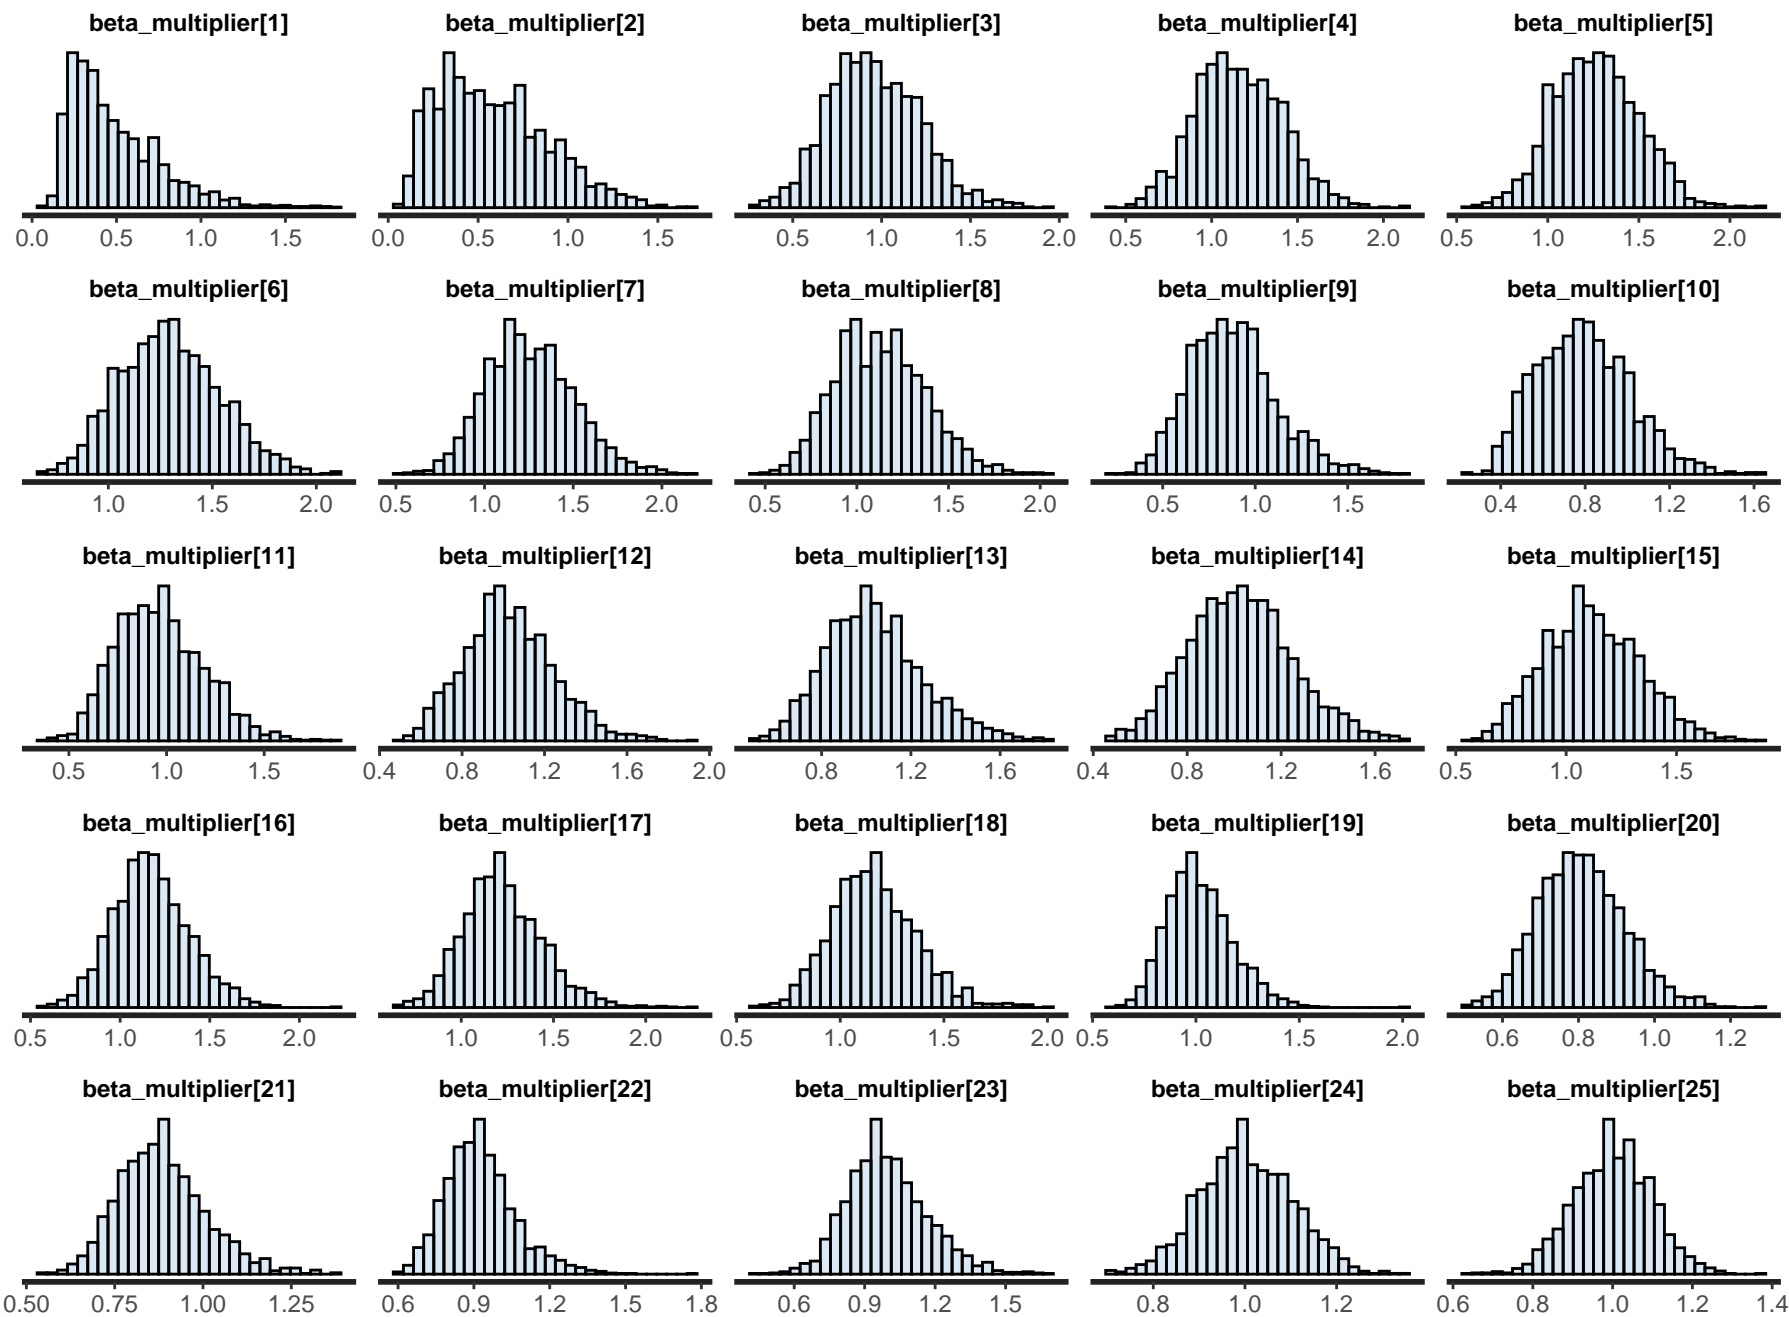 beta_multiplier[1] beta_multiplier[2] beta_multiplier[3] beta_multiplier[4] beta_multiplier[5]
0.0 0.5 1.0 1.5 0.0 0.5 1.0 1.5 0.5 1.0 1.5 2.0 0.5 1.0 1.5 2.0 0.5 1.0 1.5 2.0
beta_multiplier[6] beta_multiplier[7] beta_multiplier[8] beta_multiplier[9] beta_multiplier[10]
1.0 1.5 2.0 0.5 1.0 1.5 2.0 0.5 1.0 1.5 2.0 0.5 1.0 1.5 0.4 0.8 1.2 1.6
beta_multiplier[11] beta_multiplier[12] beta_multiplier[13] beta_multiplier[14] beta_multiplier[15]
0.5 1.0 1.5 0.4 0.8 1.2 1.6 2.0 0.8 1.2 1.6 0.4 0.8 1.2 1.6 0.5 1.0 1.5
beta_multiplier[16] beta_multiplier[17] beta_multiplier[18] beta_multiplier[19] beta_multiplier[20]
0.5 1.0 1.5 2.0 1.0 1.5 2.0 0.5 1.0 1.5 2.0 0.5 1.0 1.5 2.0 0.6 0.8 1.0 1.2
beta_multiplier[21] beta_multiplier[22] beta_multiplier[23] beta_multiplier[24] beta_multiplier[25]
0.50 0.75 1.00 1.25 0.6 0.9 1.2 1.5 1.8 0.6 0.9 1.2 1.5 0.8 1.0 1.2 0.6 0.8 1.0 1.2 1.4